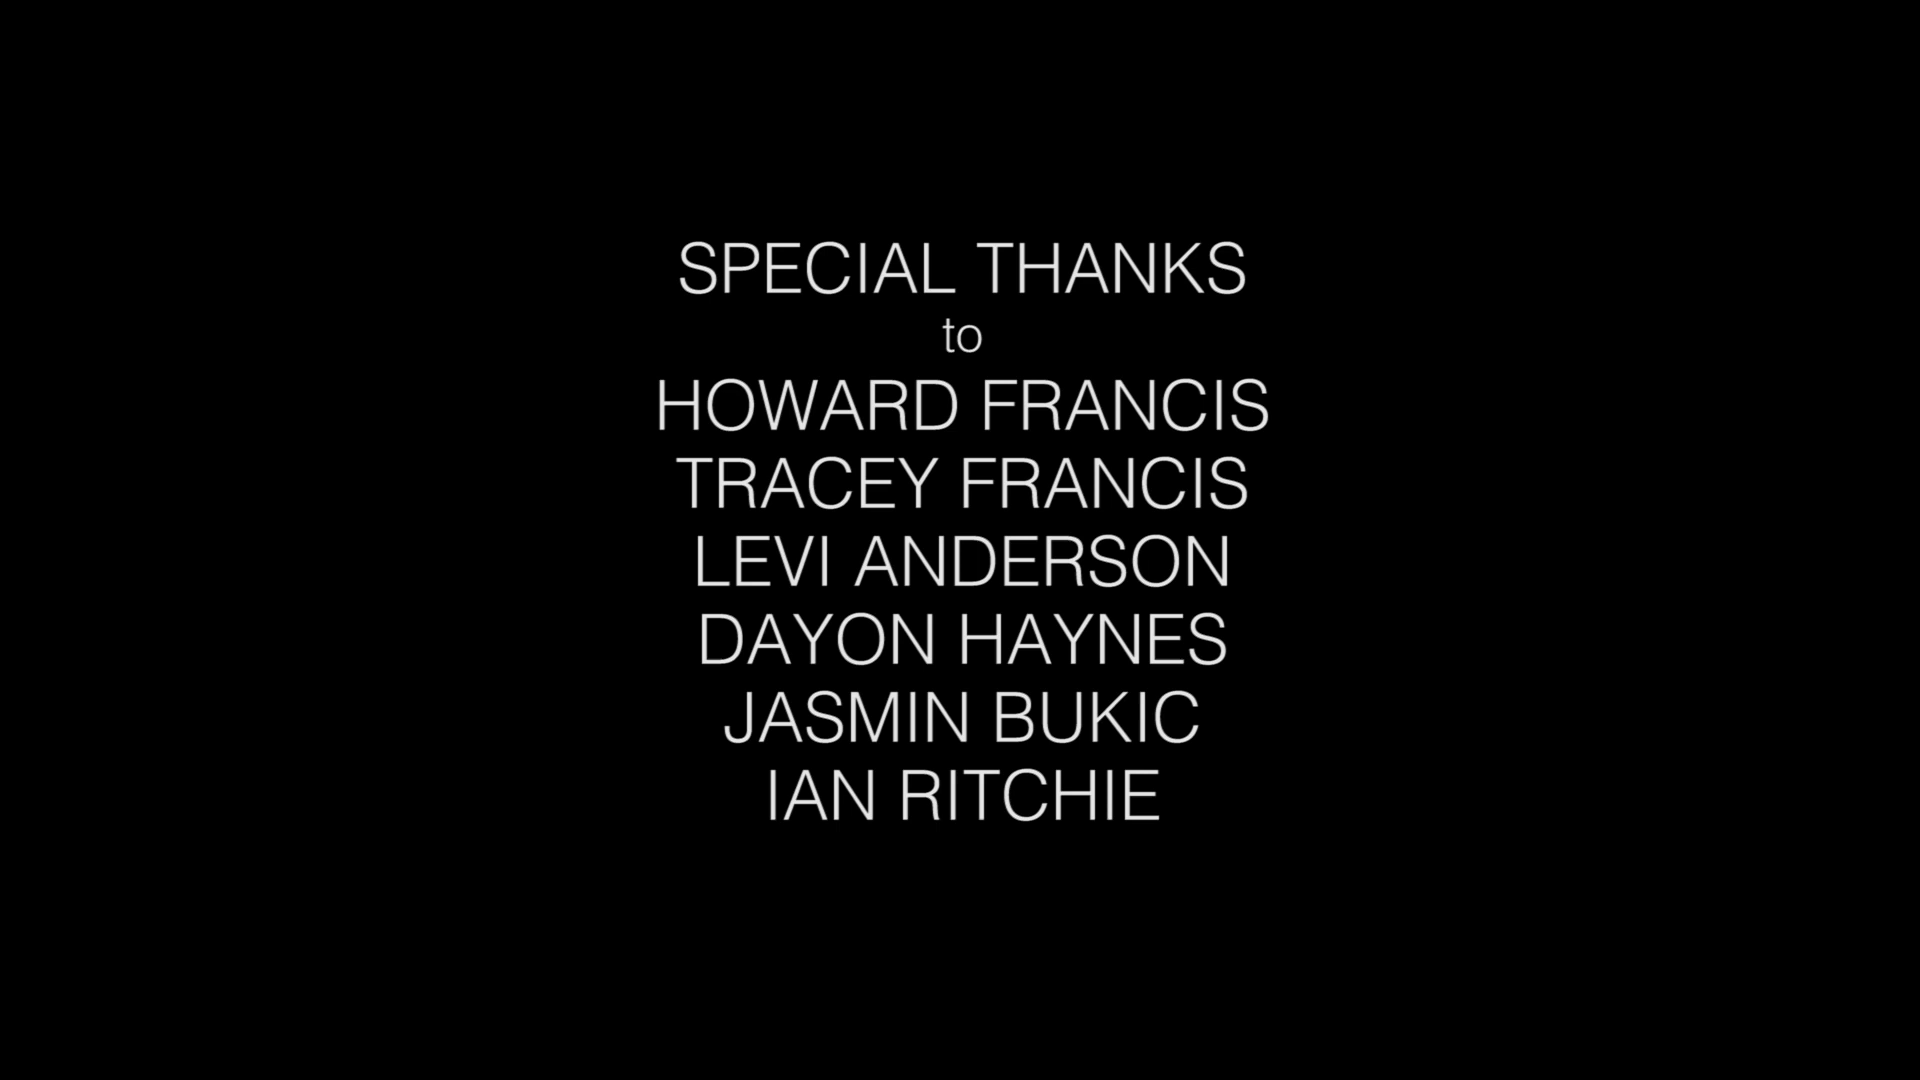 SPECIAL THANKS
to
HOWARD FRANCIS
TRACEY FRANCIS
LEVI ANDERSON
DAYON HAYNES
JASMIN BUKIC
IAN RITCHIE